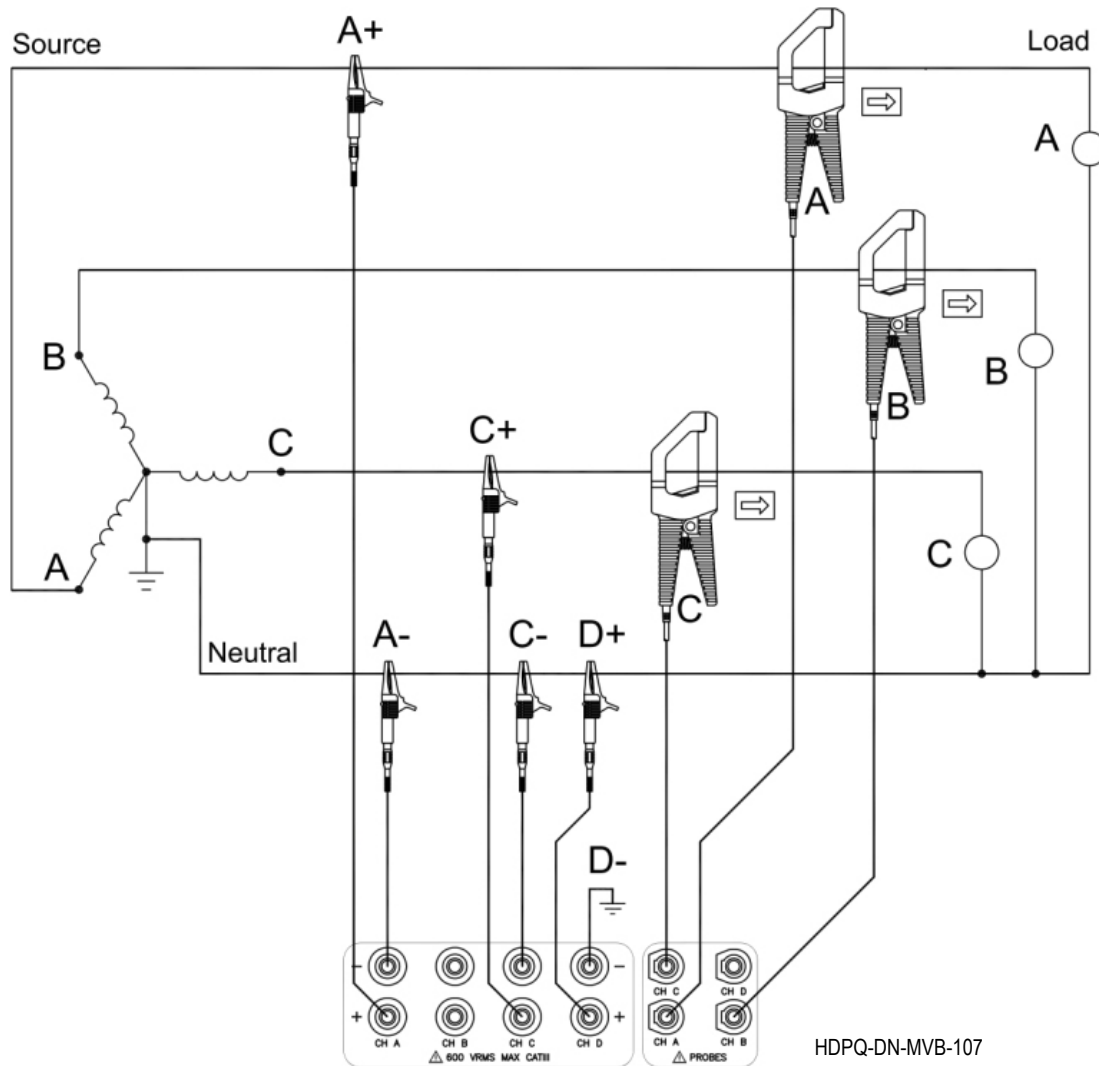 A+
Source
Load
A
A
B
B
C+
B
C
C
A
C
A-
C-
D+
Neutral
D-
- -
CH C CH D
+ +
CH A CH B CH C CH D
CH A CH B
⚠ 600 VRMS MAX CATIII
⚠ PROBES
HDPQ-DN-MVB-107